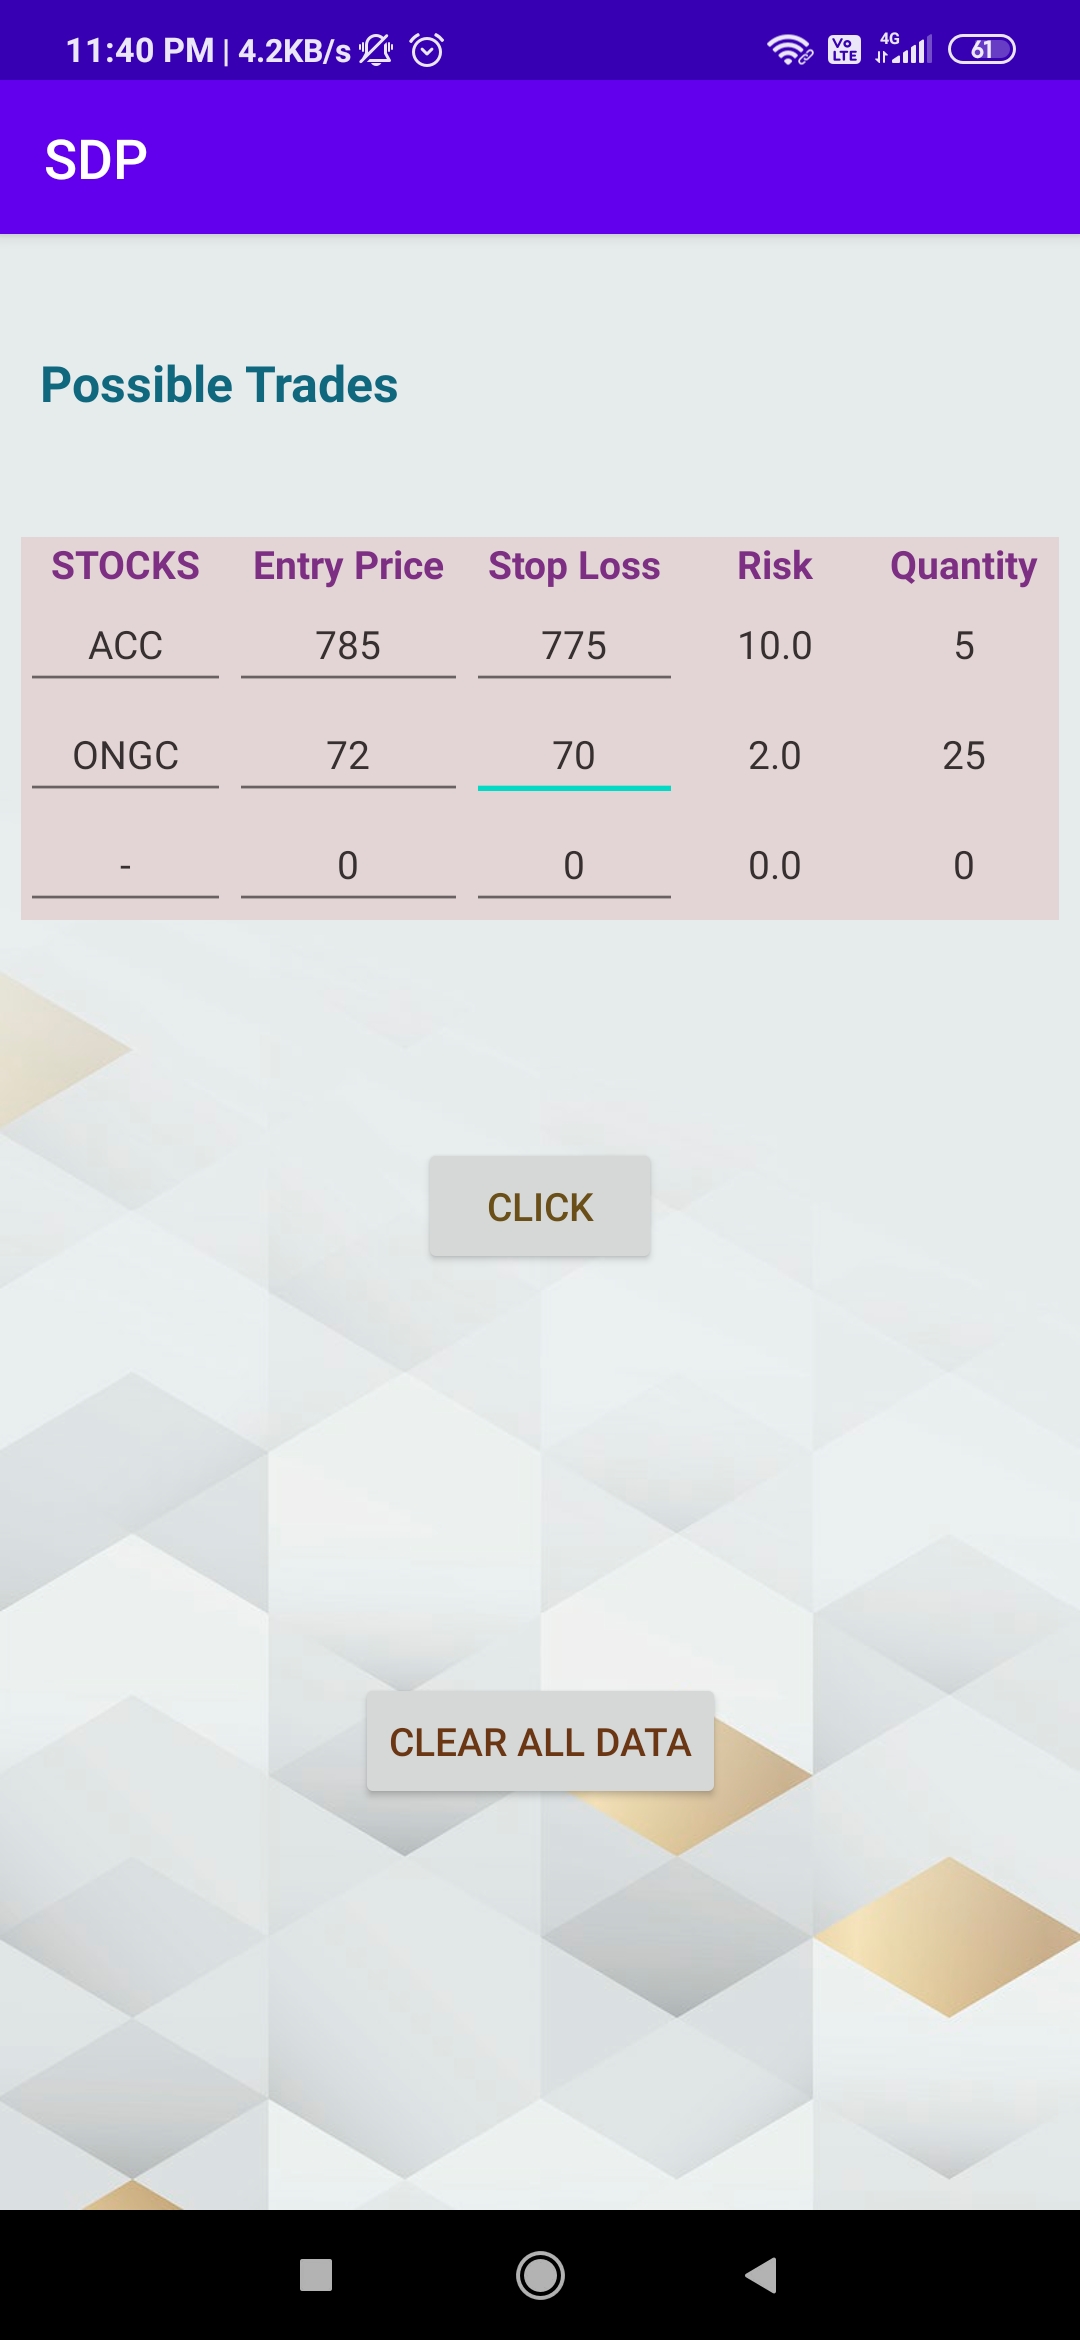 11:40 PM | 4.2KB/s Vo LTE 4G 61
SDP
Possible Trades
STOCKS Entry Price Stop Loss Risk Quantity
ACC 785 775 10.0 5
ONGC 72 70 2.0 25
- 0 0 0.0 0
CLICK
CLEAR ALL DATA